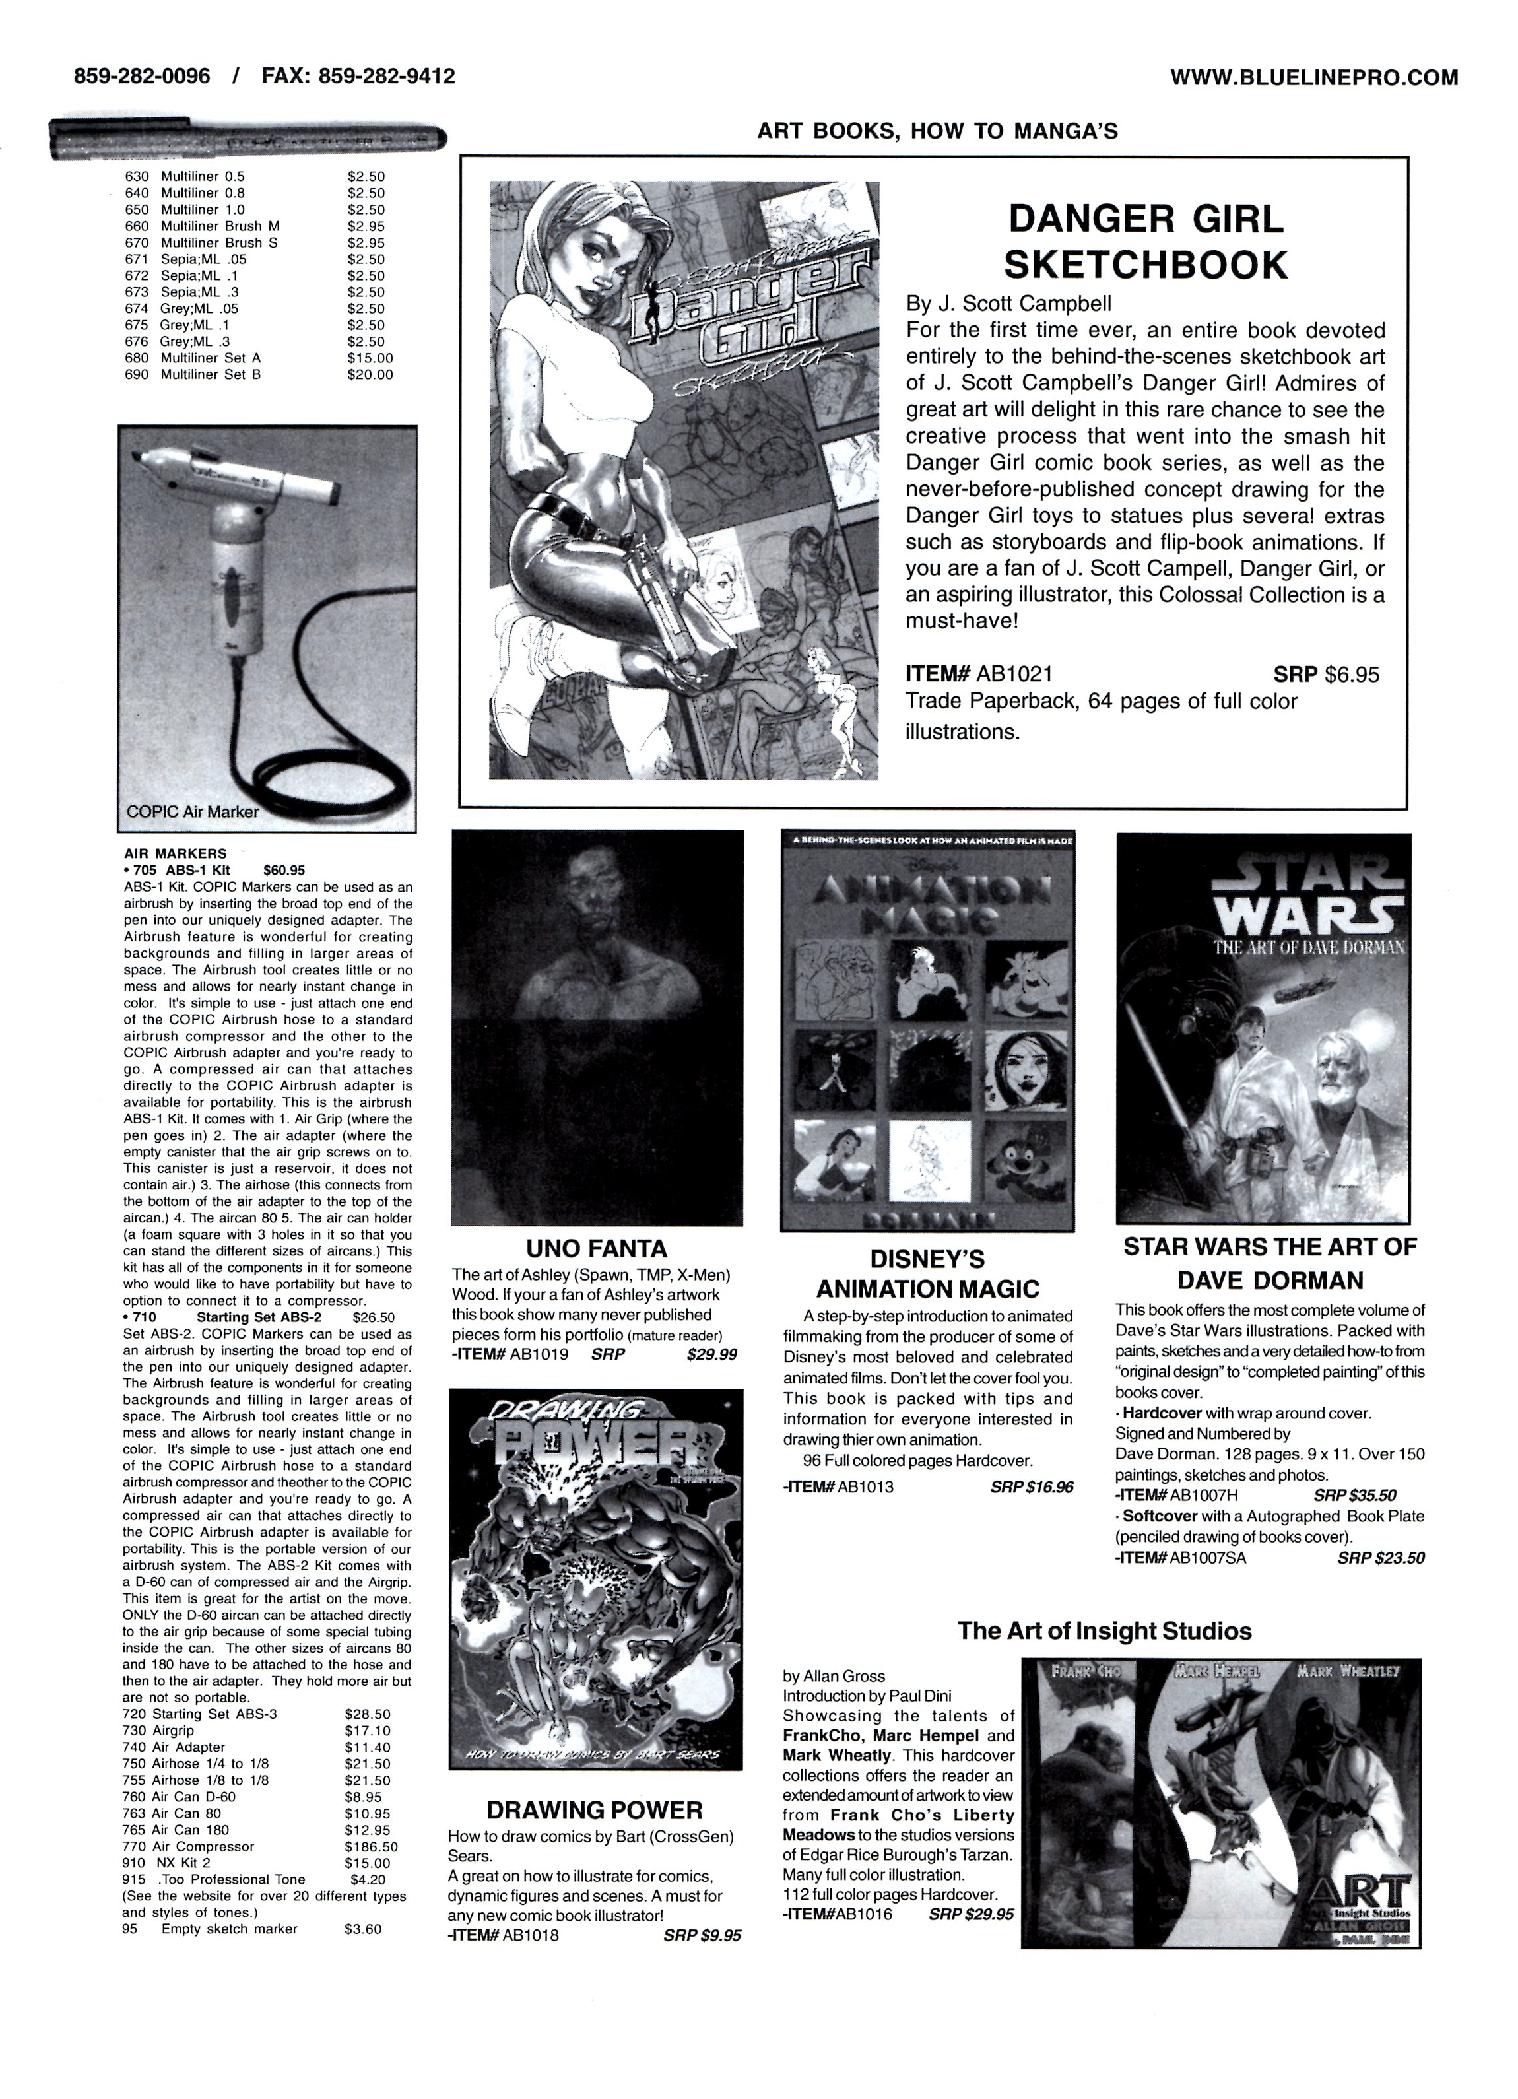 859-282-0096 / FAX: 859-282-9412
WWW.BLUELINEPRO.COM
630 Multiliner 0.5 $2.50
640 Multiliner 0.8 $2.50
650 Multiliner 1.0 $2.50
660 Multiliner Brush M $2.95
670 Multiliner Brush S $2.95
671 Sepia;ML .05 $2.50
672 Sepia;ML .1 $2.50
673 Sepia;ML .3 $2.50
674 Grey;ML .05 $2.50
675 Grey;ML .1 $2.50
676 Grey;ML .3 $2.50
680 Multiliner Set A $15.00
690 Multiliner Set B $20.00
COPIC Air Marker
AIR MARKERS
• 705 ABS-1 Kit $60.95
ABS-1 Kit. COPIC Markers can be used as an
airbrush by inserting the broad top end of the
pen into our uniquely designed adapter. The
Airbrush feature is wonderful for creating
backgrounds and filling in larger areas of
space. The Airbrush tool creates little or no
mess and allows for nearly instant change in
color. It's simple to use - just attach one end
of the COPIC Airbrush hose to a standard
airbrush compressor and the other to the
COPIC Airbrush adapter and you're ready to
go. A compressed air can that attaches
directly to the COPIC Airbrush adapter is
available for portability. This is the airbrush
ABS-1 Kit. It comes with 1. Air Grip (where the
pen goes in) 2. The air adapter (where the
empty canister that the air grip screws on to.
This canister is just a reservoir, it does not
contain air.) 3. The airhose (this connects from
the bottom of the air adapter to the top of the
aircan.) 4. The aircan 80 5. The air can holder
(a foam square with 3 holes in it so that you
can stand the different sizes of aircans.) This
kit has all of the components in it for someone
who would like to have portability but have to
option to connect it to a compressor.
• 710 Starting Set ABS-2 $26.50
Set ABS-2. COPIC Markers can be used as
an airbrush by inserting the broad top end of
the pen into our uniquely designed adapter.
The Airbrush feature is wonderful for creating
backgrounds and filling in larger areas of
space. The Airbrush tool creates little or no
mess and allows for nearly instant change in
color. It's simple to use - just attach one end
of the COPIC Airbrush hose to a standard
airbrush compressor and theother to the COPIC
Airbrush adapter and you're ready to go. A
compressed air can that attaches directly to
the COPIC Airbrush adapter is available for
portability. This is the portable version of our
airbrush system. The ABS-2 Kit comes with
a D-60 can of compressed air and the Airgrip.
This item is great for the artist on the move.
ONLY the D-60 aircan can be attached directly
to the air grip because of some special tubing
inside the can. The other sizes of aircans 80
and 180 have to be attached to the hose and
then to the air adapter. They hold more air but
are not so portable.
720 Starting Set ABS-3 $28.50
730 Airgrip $17.10
740 Air Adapter $11.40
750 Airhose 1/4 to 1/8 $21.50
755 Airhose 1/8 to 1/8 $21.50
760 Air Can D-60 $8.95
763 Air Can 80 $10.95
765 Air Can 180 $12.95
770 Air Compressor $186.50
910 NX Kit 2 $15.00
915 .Too Professional Tone $4.20
(See the website for over 20 different types
and styles of tones.)
95 Empty sketch marker $3.60
ART BOOKS, HOW TO MANGA'S
J. SCOTT CAMPBELL'S
Danger
Girl
SKETCHBOOK
DANGER GIRL
SKETCHBOOK
By J. Scott Campbell
For the first time ever, an entire book devoted
entirely to the behind-the-scenes sketchbook art
of J. Scott Campbell's Danger Girl! Admires of
great art will delight in this rare chance to see the
creative process that went into the smash hit
Danger Girl comic book series, as well as the
never-before-published concept drawing for the
Danger Girl toys to statues plus several extras
such as storyboards and flip-book animations. If
you are a fan of J. Scott Campell, Danger Girl, or
an aspiring illustrator, this Colossal Collection is a
must-have!
ITEM# AB1021 SRP $6.95
Trade Paperback, 64 pages of full color
illustrations.
UNO FANTA
The art of Ashley (Spawn, TMP, X-Men)
Wood. If your a fan of Ashley's artwork
this book show many never published
pieces form his portfolio (mature reader)
-ITEM# AB1019 SRP $29.99
DRAWING
POWER
HOW TO DRAW COMICS BY BART SEARS
DRAWING POWER
How to draw comics by Bart (CrossGen)
Sears.
A great on how to illustrate for comics,
dynamic figures and scenes. A must for
any new comic book illustrator!
-ITEM# AB1018 SRP $9.95
A BEHIND-THE-SCENES LOOK AT HOW AN ANIMATED FILM IS MADE
Disney's
ANIMATION
MAGIC
DISNEY'S
ANIMATION MAGIC
A step-by-step introduction to animated
filmmaking from the producer of some of
Disney's most beloved and celebrated
animated films. Don't let the cover fool you.
This book is packed with tips and
information for everyone interested in
drawing thier own animation.
96 Full colored pages Hardcover.
-ITEM# AB1013 SRP $16.96
STAR
WARS
THE ART OF DAVE DORMAN
STAR WARS THE ART OF
DAVE DORMAN
This book offers the most complete volume of
Dave's Star Wars illustrations. Packed with
paints, sketches and a very detailed how-to from
"original design" to "completed painting" of this
books cover.
· Hardcover with wrap around cover.
Signed and Numbered by
Dave Dorman. 128 pages. 9 x 11. Over 150
paintings, sketches and photos.
-ITEM# AB1007H SRP $35.50
· Softcover with a Autographed Book Plate
(penciled drawing of books cover).
-ITEM# AB1007SA SRP $23.50
The Art of Insight Studios
by Allan Gross
Introduction by Paul Dini
Showcasing the talents of
FrankCho, Marc Hempel and
Mark Wheatly. This hardcover
collections offers the reader an
extended amount of artwork to view
from Frank Cho's Liberty
Meadows to the studios versions
of Edgar Rice Burough's Tarzan.
Many full color illustration.
112 full color pages Hardcover.
-ITEM#AB1016 SRP $29.95
FRANK CHO MARC HEMPEL MARK WHEATLEY
ART
Insight Studios
ALLAN GROSS